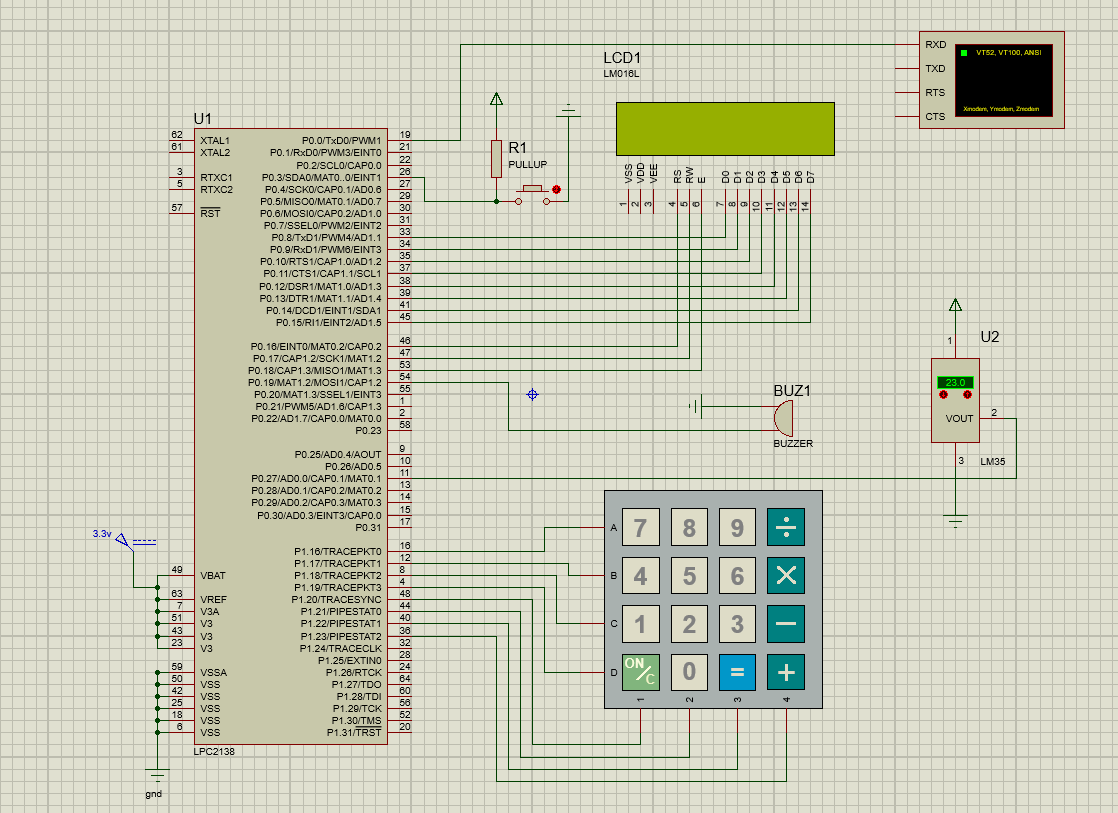 LCD1
LM016L
RXD
TXD
RTS
CTS
VT52, VT100, ANSI
Xmodem, Ymodem, Zmodem
VSS
VDD
VEE
RS
RW
E
D0
D1
D2
D3
D4
D5
D6
D7
1
2
3
4
5
6
7
8
9
10
11
12
13
14
R1
PULLUP
U1
62 XTAL1
61 XTAL2
3 RTXC1
5 RTXC2
57 RST
49 VBAT
63 VREF
7 V3A
51 V3
43 V3
23 V3
59 VSSA
50 VSS
42 VSS
25 VSS
18 VSS
6 VSS
P0.0/TxD0/PWM1 19
P0.1/RxD0/PWM3/EINT0 21
P0.2/SCL0/CAP0.0 22
P0.3/SDA0/MAT0..0/EINT1 26
P0.4/SCK0/CAP0.1/AD0.6 27
P0.5/MISO0/MAT0.1/AD0.7 29
P0.6/MOSI0/CAP0.2/AD1.0 30
P0.7/SSEL0/PWM2/EINT2 31
P0.8/TxD1/PWM4/AD1.1 33
P0.9/RxD1/PWM6/EINT3 34
P0.10/RTS1/CAP1.0/AD1.2 35
P0.11/CTS1/CAP1.1/SCL1 37
P0.12/DSR1/MAT1.0/AD1.3 38
P0.13/DTR1/MAT1.1/AD1.4 39
P0.14/DCD1/EINT1/SDA1 41
P0.15/RI1/EINT2/AD1.5 45
P0.16/EINT0/MAT0.2/CAP0.2 46
P0.17/CAP1.2/SCK1/MAT1.2 47
P0.18/CAP1.3/MISO1/MAT1.3 53
P0.19/MAT1.2/MOSI1/CAP1.2 54
P0.20/MAT1.3/SSEL1/EINT3 55
P0.21/PWM5/AD1.6/CAP1.3 1
P0.22/AD1.7/CAP0.0/MAT0.0 2
P0.23 58
P0.25/AD0.4/AOUT 9
P0.26/AD0.5 10
P0.27/AD0.0/CAP0.1/MAT0.1 11
P0.28/AD0.1/CAP0.2/MAT0.2 13
P0.29/AD0.2/CAP0.3/MAT0.3 14
P0.30/AD0.3/EINT3/CAP0.0 15
P0.31 17
P1.16/TRACEPKT0 16
P1.17/TRACEPKT1 12
P1.18/TRACEPKT2 8
P1.19/TRACEPKT3 4
P1.20/TRACESYNC 48
P1.21/PIPESTAT0 44
P1.22/PIPESTAT1 40
P1.23/PIPESTAT2 36
P1.24/TRACECLK 32
P1.25/EXTIN0 28
P1.26/RTCK 24
P1.27/TDO 64
P1.28/TDI 60
P1.29/TCK 56
P1.30/TMS 52
P1.31/TRST 20
LPC2138
3.3v
gnd
BUZ1
BUZZER
U2
1
23.0
VOUT 2
3
LM35
A 7 8 9 ÷
B 4 5 6 ×
C 1 2 3 −
D ON/C 0 = +
1 2 3 4